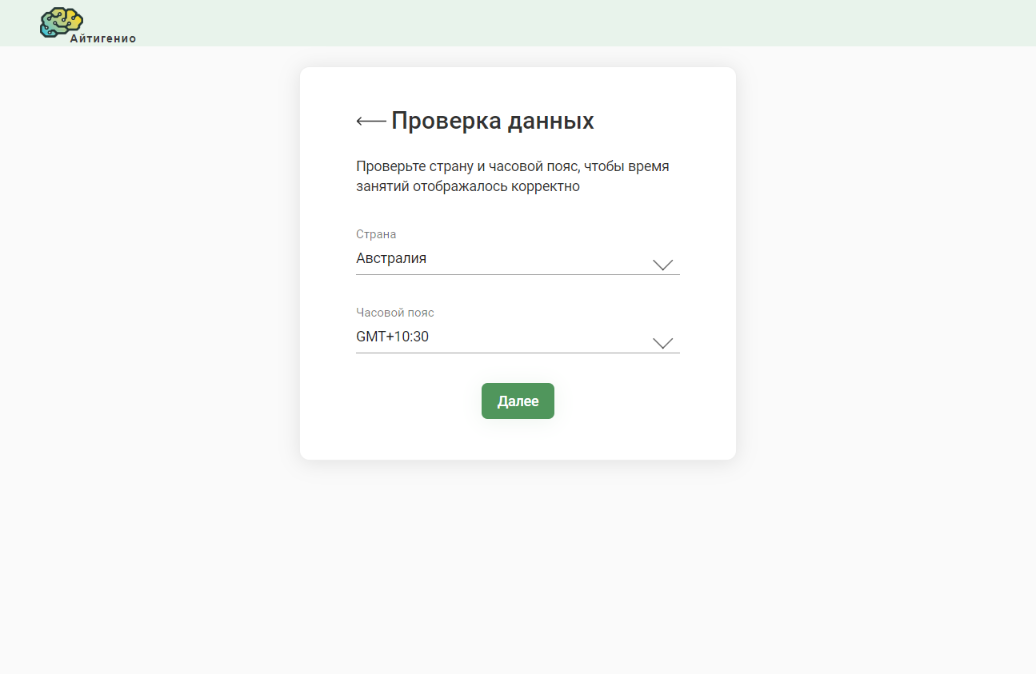 Айтигенио
Проверка данных
Проверьте страну и часовой пояс, чтобы время
занятий отображалось корректно
Страна
Австралия
Часовой пояс
GMT+10:30
Далее